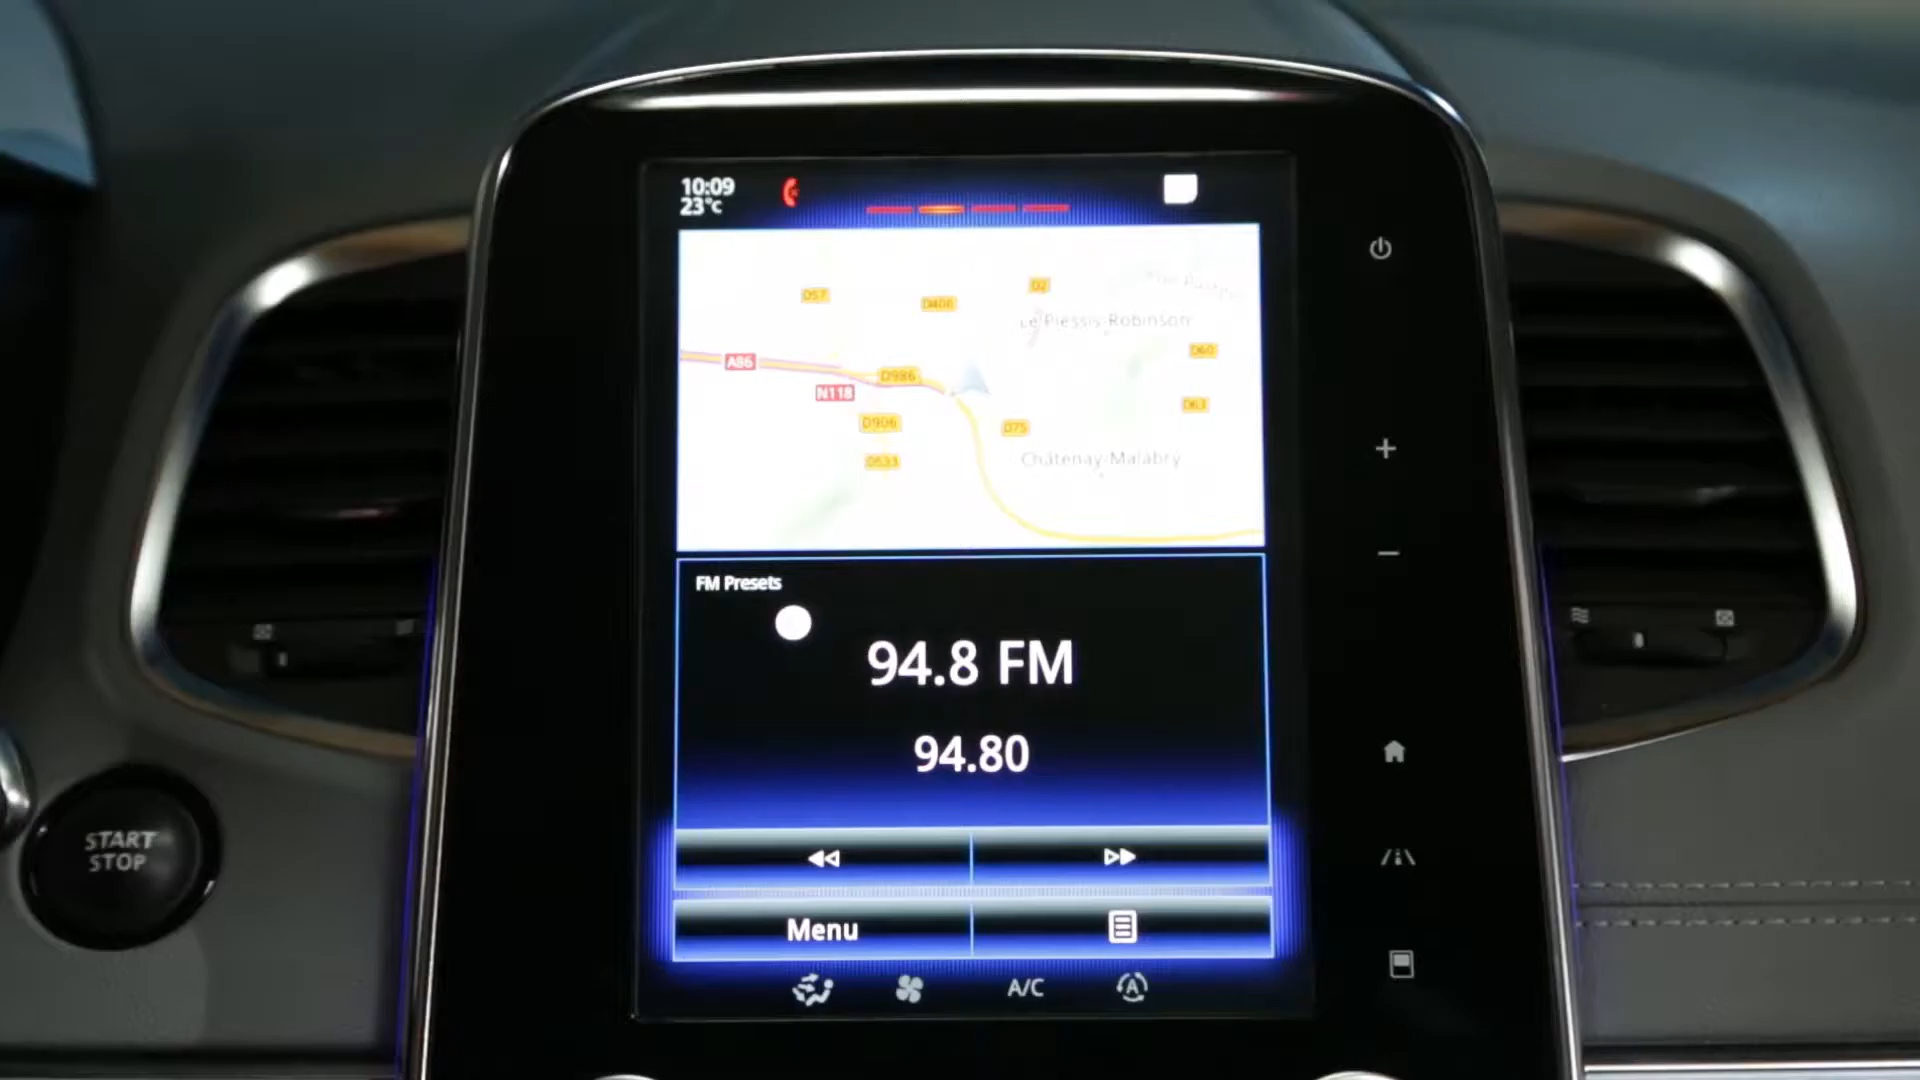 10:09
23°c
D57
D406
D2
Le Plessis-Robinson
D60
A86
D986
N118
D63
D906
D75
D533
Châtenay-Malabry
FM Presets
94.8 FM
94.80
START
STOP
Menu
A/C
A